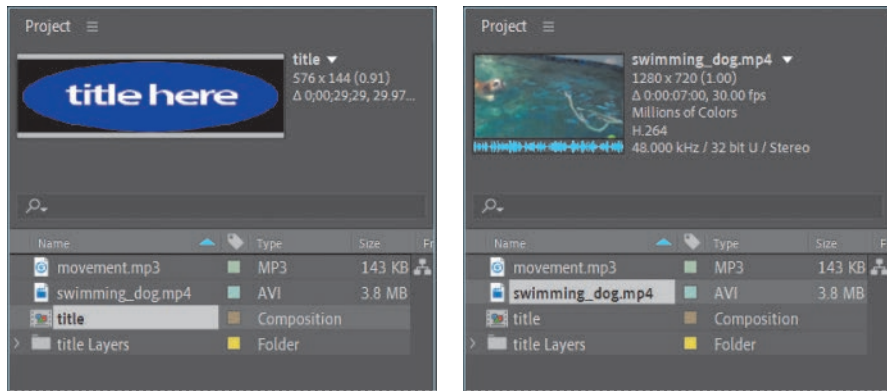 Project
title
576 x 144 (0.91)
Δ 0;00;29;29, 29.97...
title here
Name Type Size Fr
movement.mp3 MP3 143 KB
swimming_dog.mp4 AVI 3.8 MB
title Composition
title Layers Folder
Project
swimming_dog.mp4
1280 x 720 (1.00)
Δ 0:00:07:00, 30.00 fps
Millions of Colors
H.264
48.000 kHz / 32 bit U / Stereo
Name Type Size F
movement.mp3 MP3 143 KB
swimming_dog.mp4 AVI 3.8 MB
title Composition
title Layers Folder